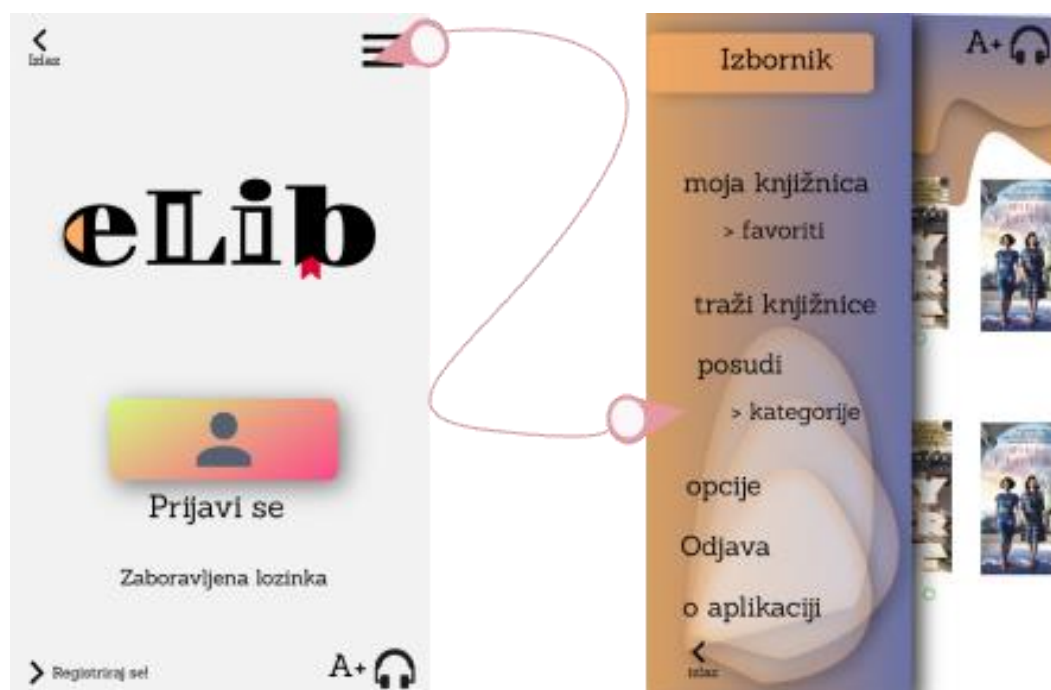 Izlaz
eLib
Prijavi se
Zaboravljena lozinka
Registriraj se!
A+
Izbornik
moja knjižnica
> favoriti
traži knjižnice
posudi
> kategorije
opcije
Odjava
o aplikaciji
izlaz
A+